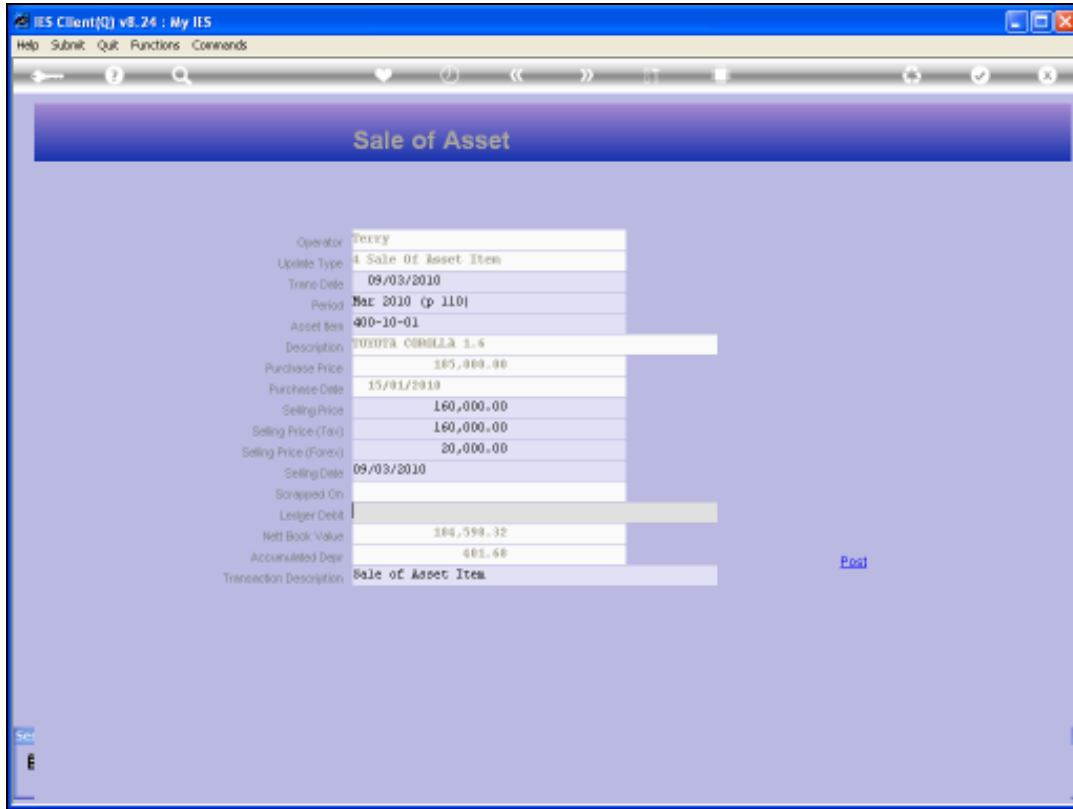 IES Client(Q) v8.24 : My IES
Help Submit Quit Functions Commands
Sale of Asset
Operator Terry
Update Type 4 Sale Of Asset Item
Trans Date 09/03/2010
Period Mar 2010 (p 110)
Asset Item 400-10-01
Description TOYOTA COROLLA 1.6
Purchase Price 185,000.00
Purchase Date 15/01/2010
Selling Price 160,000.00
Selling Price (Tax) 160,000.00
Selling Price (Forex) 20,000.00
Selling Date 09/03/2010
Scrapped On
Ledger Debit
Nett Book Value 184,598.32
Accumulated Depr 401.68
Post
Transaction Description Sale of Asset Item